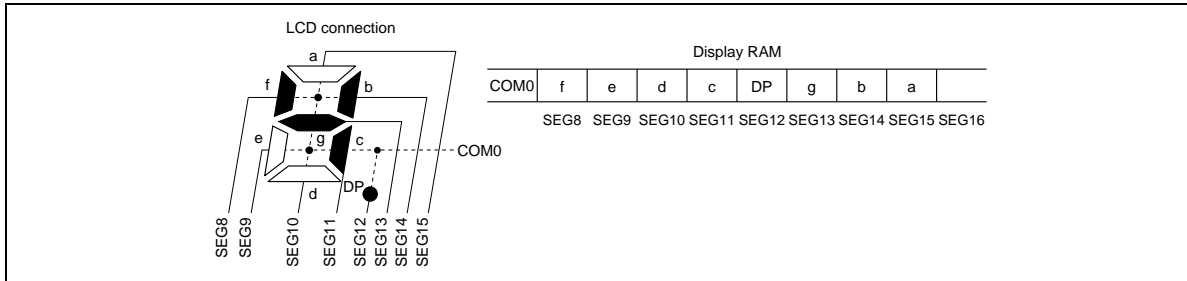 LCD connection
a
f
b
e
g
c
COM0
d
DP
SEG8
SEG9
SEG10
SEG11
SEG12
SEG13
SEG14
SEG15
Display RAM
COM0 f e d c DP g b a
SEG8 SEG9 SEG10 SEG11 SEG12 SEG13 SEG14 SEG15 SEG16